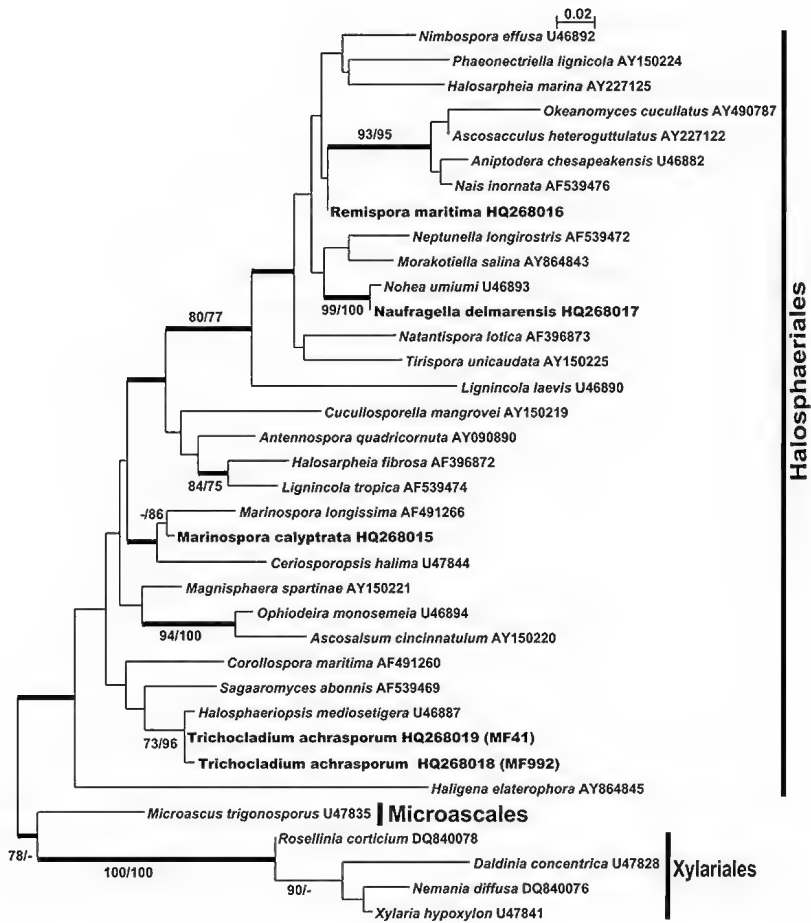 0.02
Nimbospora effusa U46892
Phaeonectriella lignicola AY150224
Halosarpheia marina AY227125
Okeanomyces cucullatus AY490787
93/95
Ascosacculus heteroguttulatus AY227122
Aniptodera chesapeakensis U46882
Nais inornata AF539476
Remispora maritima HQ268016
Neptunella longirostris AF539472
Morakotiella salina AY864843
Nohea umiumi U46893
99/100
Naufragella delmarensis HQ268017
80/77
Natantispora lotica AF396873
Tirispora unicaudata AY150225
Lignincola laevis U46890
Cucullosporella mangrovei AY150219
Antennospora quadricornuta AY090890
Halosarpheia fibrosa AF396872
84/75
Lignincola tropica AF539474
-/86
Marinospora longissima AF491266
Marinospora calyptrata HQ268015
Ceriosporopsis halima U47844
Magnisphaera spartinae AY150221
Ophiodeira monosemeia U46894
94/100
Ascosalsum cincinnatulum AY150220
Corollospora maritima AF491260
Sagaaromyces abonnis AF539469
Halosphaeriopsis mediosetigera U46887
73/96
Trichocladium achrasporum HQ268019 (MF41)
Trichocladium achrasporum HQ268018 (MF992)
Haligena elaterophora AY864845
Halosphaeriales
Microascus trigonosporus U47835
Microascales
78/-
Rosellinia corticium DQ840078
100/100
Daldinia concentrica U47828
90/-
Nemania diffusa DQ840076
Xylaria hypoxylon U47841
Xylariales